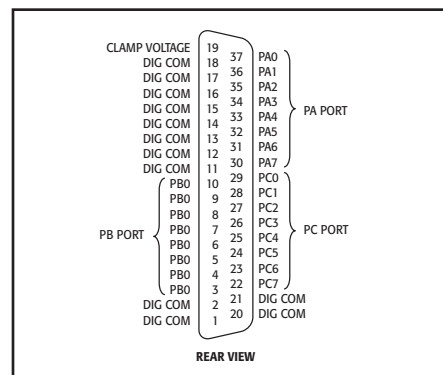 CLAMP VOLTAGE 19
37 PA0
DIG COM 18
36 PA1
DIG COM 17
35 PA2
DIG COM 16
34 PA3
DIG COM 15
33 PA4
PA PORT
DIG COM 14
32 PA5
DIG COM 13
31 PA6
DIG COM 12
30 PA7
DIG COM 11
29 PC0
PB0 10
28 PC1
PB0 9
27 PC2
PB0 8
26 PC3
PB PORT
PB0 7
25 PC4
PC PORT
PB0 6
24 PC5
PB0 5
23 PC6
PB0 4
22 PC7
PB0 3
21 DIG COM
DIG COM 2
20 DIG COM
DIG COM 1
REAR VIEW